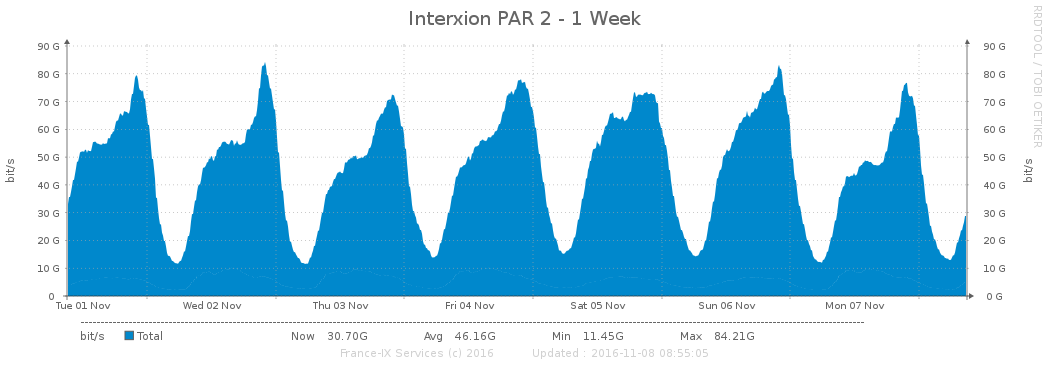 Interxion PAR 2 - 1 Week
RRDTOOL / TOBI OETIKER
bit/s
90 G 90 G
80 G 80 G
70 G 70 G
60 G 60 G
50 G 50 G
40 G 40 G
30 G 30 G
20 G 20 G
10 G 10 G
0 0 G
bit/s
Tue 01 Nov Wed 02 Nov Thu 03 Nov Fri 04 Nov Sat 05 Nov Sun 06 Nov Mon 07 Nov
bit/s Total Now 30.70G Avg 46.16G Min 11.45G Max 84.21G
France-IX Services (c) 2016 Updated : 2016-11-08 08:55:05